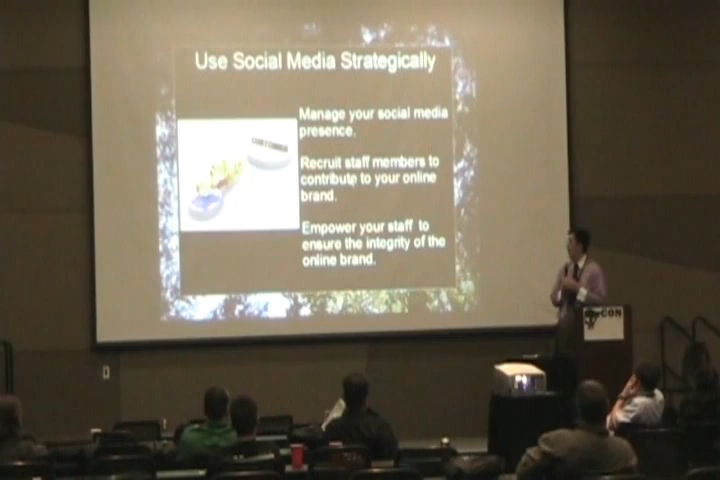 Use Social Media Strategically
Manage your social media
presence.
Recruit staff members to
contribute to your online
brand.
Empower your staff to
ensure the integrity of the
online brand.
CON